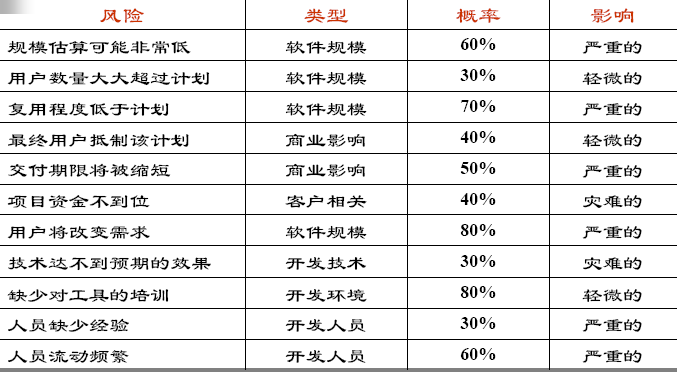 风险 类型 概率 影响
规模估算可能非常低 软件规模 60% 严重的
用户数量大大超过计划 软件规模 30% 轻微的
复用程度低于计划 软件规模 70% 严重的
最终用户抵制该计划 商业影响 40% 轻微的
交付期限将被缩短 商业影响 50% 严重的
项目资金不到位 客户相关 40% 灾难的
用户将改变需求 软件规模 80% 严重的
技术达不到预期的效果 开发技术 30% 灾难的
缺少对工具的培训 开发环境 80% 轻微的
人员缺少经验 开发人员 30% 严重的
人员流动频繁 开发人员 60% 严重的